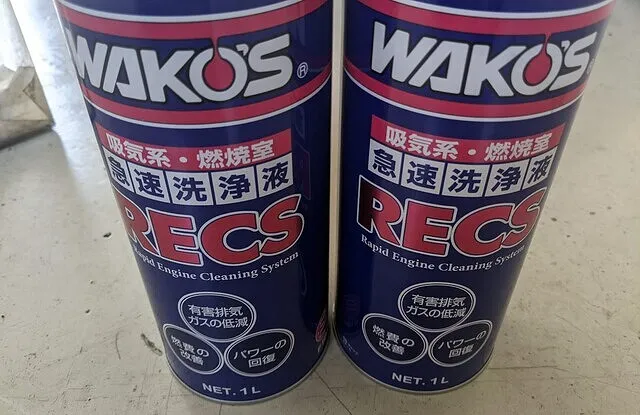 WAKO'S®
吸気系・燃焼室
急速洗浄液
RECS
Rapid Engine Cleaning System
有害排気
ガスの低減
燃費の
改善
パワーの
回復
NET. 1L
WAKO'S®
吸気系・燃焼室
急速洗浄液
RECS
Rapid Engine Cleaning System
有害排気
ガスの低減
燃費の
改善
パワーの
回復
NET. 1L